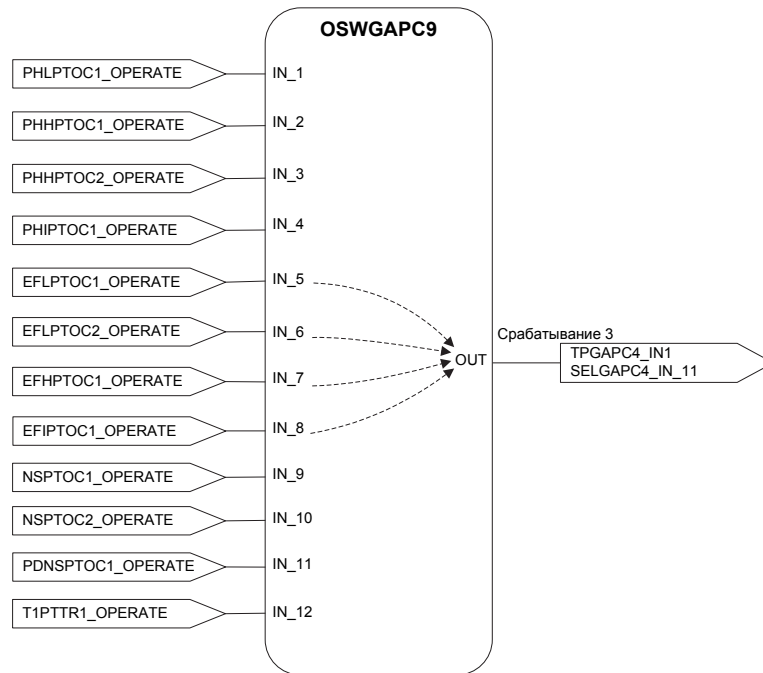 OSWGAPC9
PHLPTOC1_OPERATE IN_1
PHHPTOC1_OPERATE IN_2
PHHPTOC2_OPERATE IN_3
PHIPTOC1_OPERATE IN_4
EFLPTOC1_OPERATE IN_5
EFLPTOC2_OPERATE IN_6
Срабатывание 3
TPGAPC4_IN1
OUT
SELGAPC4_IN_11
EFHPTOC1_OPERATE IN_7
EFIPTOC1_OPERATE IN_8
NSPTOC1_OPERATE IN_9
NSPTOC2_OPERATE IN_10
PDNSPTOC1_OPERATE IN_11
T1PTTR1_OPERATE IN_12